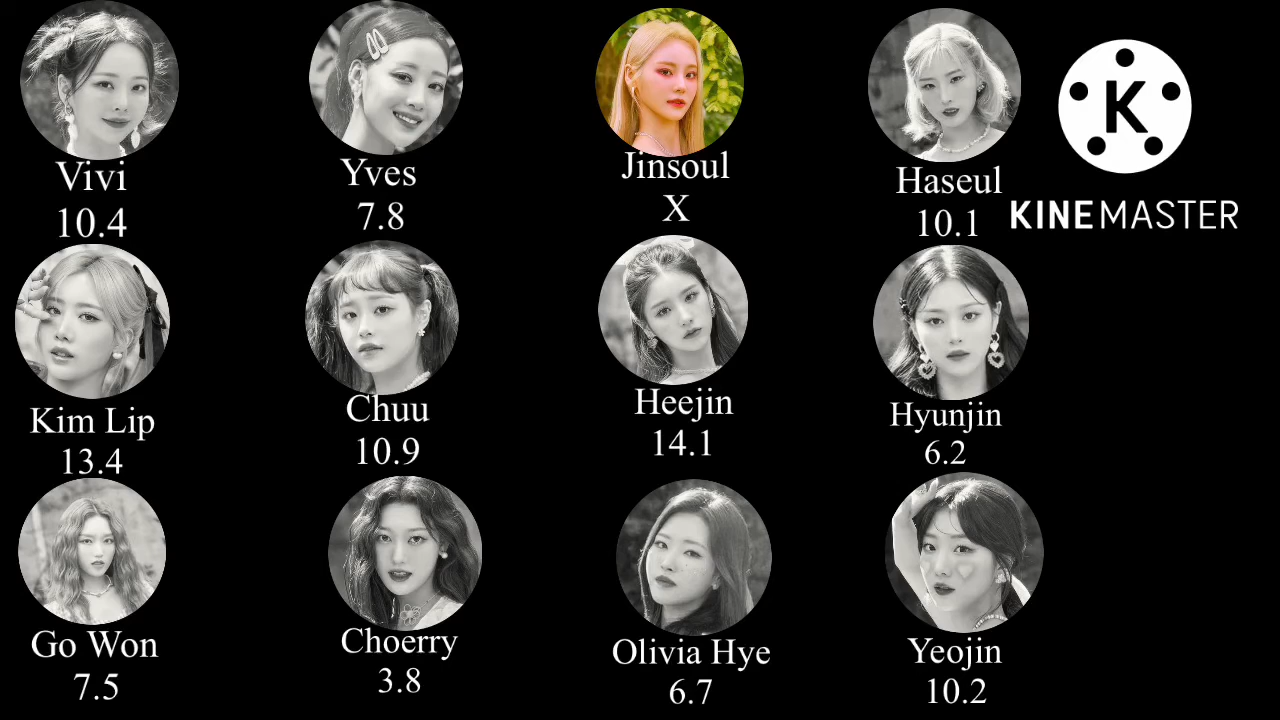 Vivi
10.4
Yves
7.8
Jinsoul
X
Haseul
10.1
K
KINEMASTER
Kim Lip
13.4
Chuu
10.9
Heejin
14.1
Hyunjin
6.2
Go Won
7.5
Choerry
3.8
Olivia Hye
6.7
Yeojin
10.2